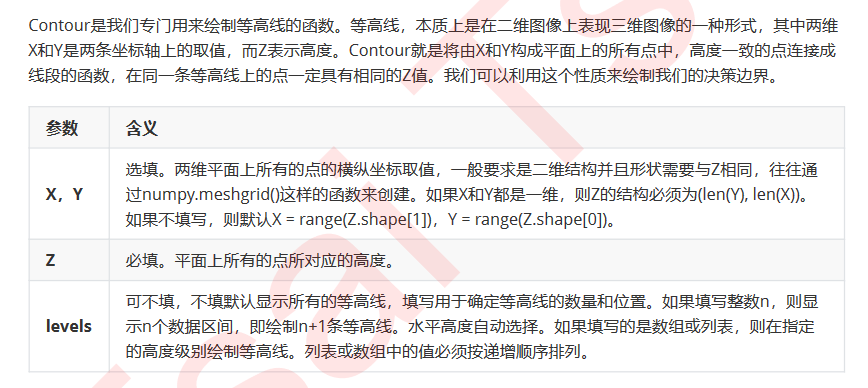 Contour是我们专门用来绘制等高线的函数。等高线，本质上是在二维图像上表现三维图像的一种形式，其中两维
X和Y是两条坐标轴上的取值，而Z表示高度。Contour就是将由X和Y构成平面上的所有点中，高度一致的点连接成
线段的函数，在同一条等高线上的点一定具有相同的Z值。我们可以利用这个性质来绘制我们的决策边界。
参数 含义
选填。两维平面上所有的点的横纵坐标取值，一般要求是二维结构并且形状需要与Z相同，往往通
X，Y 过numpy.meshgrid()这样的函数来创建。如果X和Y都是一维，则Z的结构必须为(len(Y), len(X))。
如果不填写，则默认X = range(Z.shape[1])，Y = range(Z.shape[0])。
Z 必填。平面上所有的点所对应的高度。
可不填，不填默认显示所有的等高线，填写用于确定等高线的数量和位置。如果填写整数n，则显
levels 示n个数据区间，即绘制n+1条等高线。水平高度自动选择。如果填写的是数组或列表，则在指定
的高度级别绘制等高线。列表或数组中的值必须按递增顺序排列。